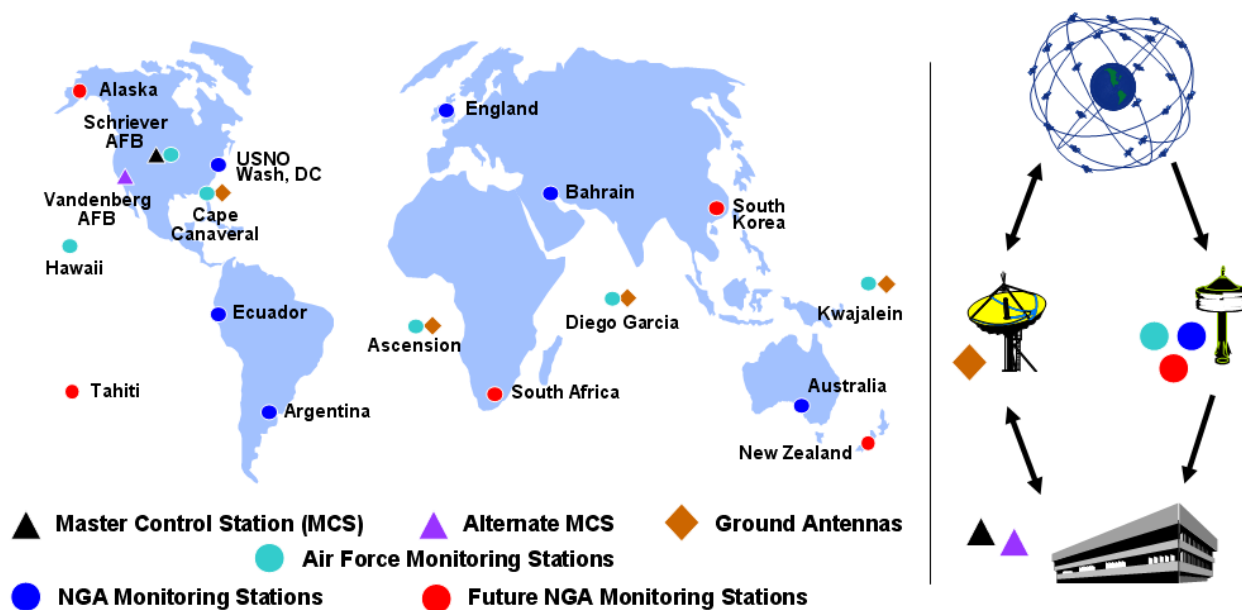 Alaska
Schriever
AFB
England
USNO
Wash, DC
Vandenberg
AFB
Cape
Canaveral
Bahrain
South
Korea
Hawaii
Ecuador
Ascension
Diego Garcia
Kwajalein
Tahiti
Argentina
South Africa
Australia
New Zealand
Master Control Station (MCS)
Alternate MCS
Ground Antennas
Air Force Monitoring Stations
NGA Monitoring Stations
Future NGA Monitoring Stations